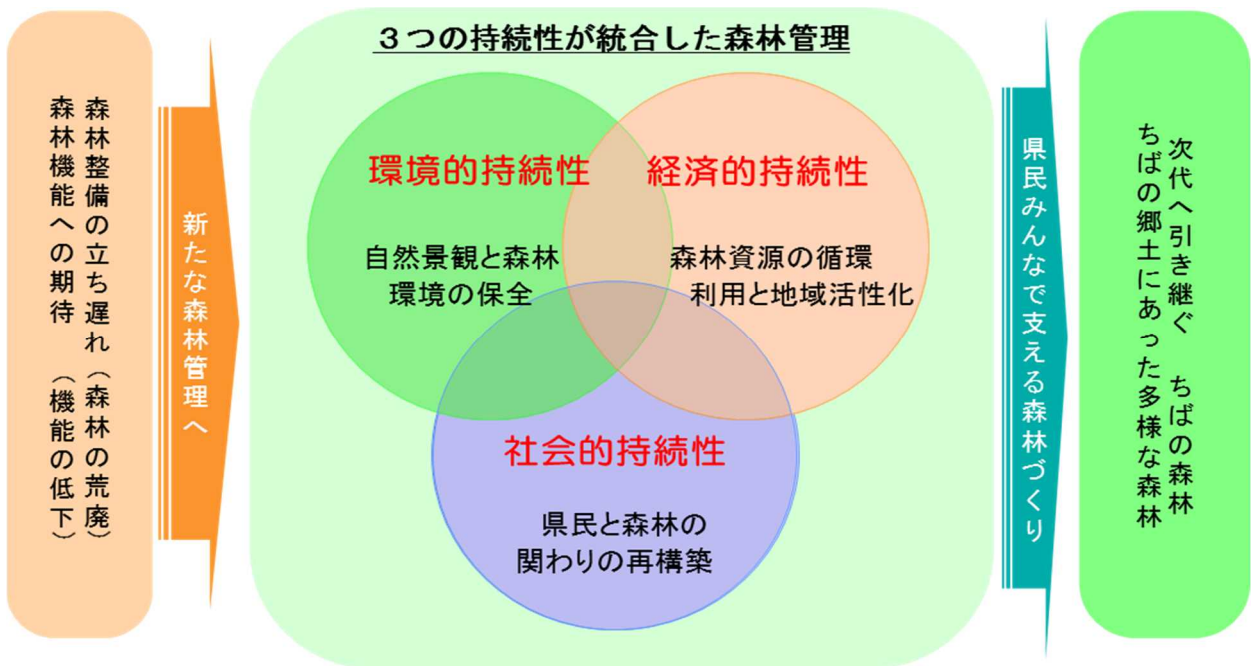 ３つの持続性が統合した森林管理
森林整備の立ち遅れ（森林の荒廃）
森林機能への期待　（機能の低下）
新たな森林管理へ
環境的持続性
自然景観と森林
環境の保全
経済的持続性
森林資源の循環
利用と地域活性化
社会的持続性
県民と森林の
関わりの再構築
県民みんなで支える森林づくり
次代へ引き継ぐ　ちばの森林
ちばの郷土にあった多様な森林